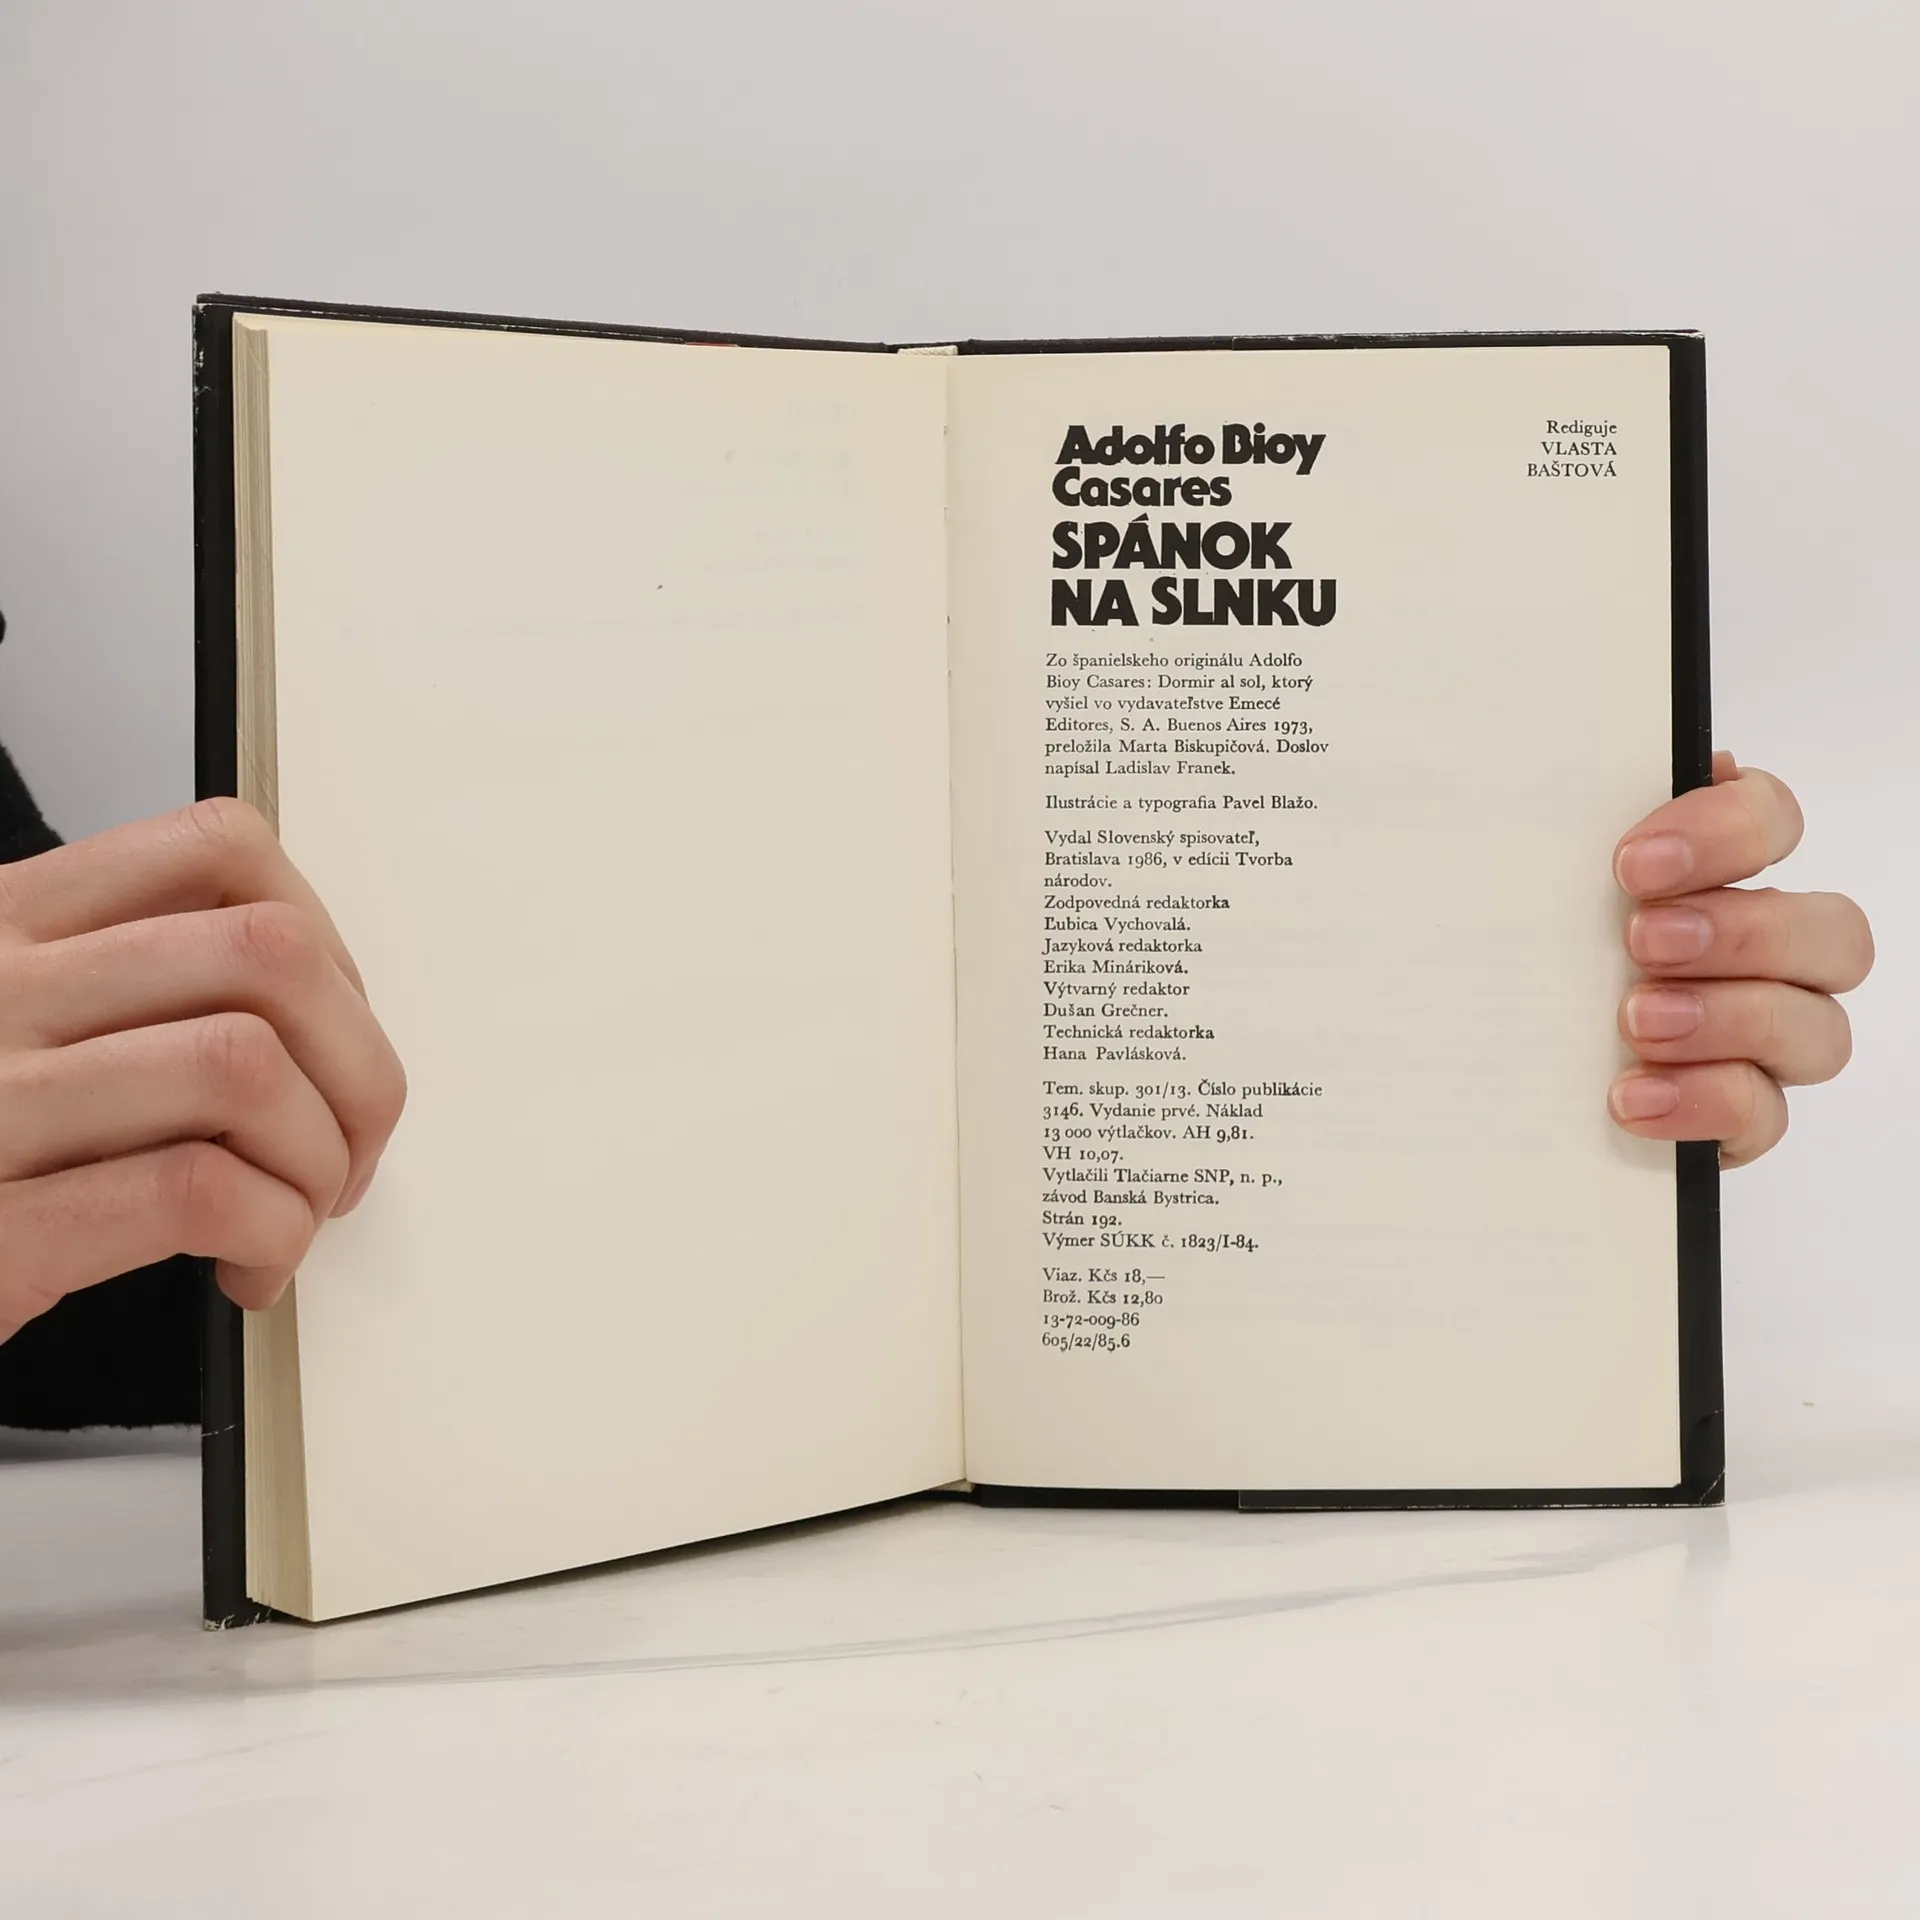 Adolfo Bioy
Casares
SPÁNOK
NA SLNKU
Rediguje
VLASTA
BAŠTOVÁ
Zo španielskeho originálu Adolfo
Bioy Casares: Dormir al sol, ktorý
vyšiel vo vydavateľstve Emecé
Editores, S. A. Buenos Aires 1973,
preložila Marta Biskupičová. Doslov
napísal Ladislav Franek.
Ilustrácie a typografia Pavel Blažo.
Vydal Slovenský spisovateľ,
Bratislava 1986, v edícii Tvorba
národov.
Zodpovedná redaktorka
Ľubica Vychovalá.
Jazyková redaktorka
Erika Mináriková.
Výtvarný redaktor
Dušan Grečner.
Technická redaktorka
Hana Pavlásková.
Tem. skup. 301/13. Číslo publikácie
3146. Vydanie prvé. Náklad
13 000 výtlačkov. AH 9,81.
VH 10,07.
Vytlačili Tlačiarne SNP, n. p.,
závod Banská Bystrica.
Strán 192.
Výmer SÚKK č. 1823/I-84.
Viaz. Kčs 18,—
Brož. Kčs 12,80
13-72-009-86
605/22/85.6